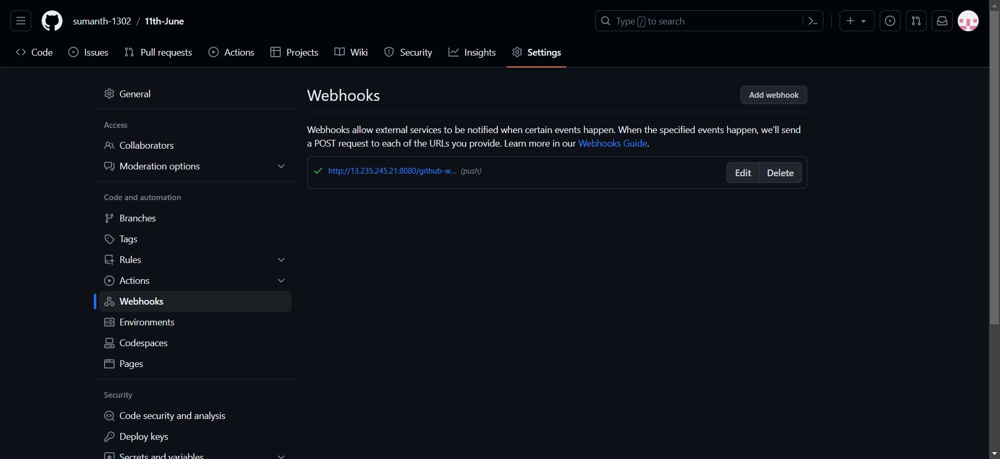 sumanth-1302 / 11th-June
Type / to search
Code Issues Pull requests Actions Projects Wiki Security Insights Settings
General
Access
Collaborators
Moderation options
Code and automation
Branches
Tags
Rules
Actions
Webhooks
Environments
Codespaces
Pages
Security
Code security and analysis
Deploy keys
Secrets and variables
Webhooks
Add webhook
Webhooks allow external services to be notified when certain events happen. When the specified events happen, we’ll send
a POST request to each of the URLs you provide. Learn more in our Webhooks Guide.
http://13.235.245.21:8080/github-w... (push)
Edit Delete